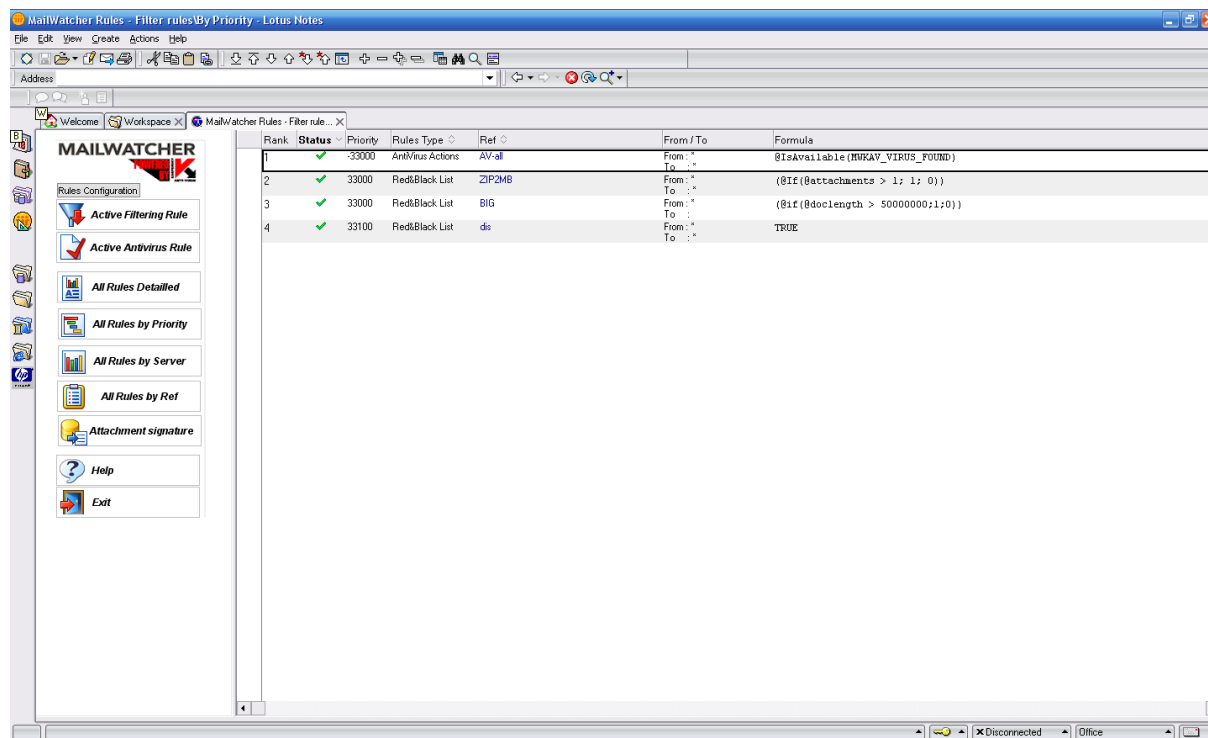 MailWatcher Rules - Filter rules\By Priority - Lotus Notes
File Edit View Create Actions Help
Address
W
Welcome Workspace MailWatcher Rules - Filter rule...
B
MAILWATCHER
POWERED BY K
Rules Configuration
Active Filtering Rule
Active Antivirus Rule
All Rules Detailled
All Rules by Priority
All Rules by Server
All Rules by Ref
Attachment signature
Help
Exit
Rank Status Priority Rules Type Ref From / To Formula
1 -33000 AntiVirus Actions AV-all From : * @IsAvailable(MWKAV_VIRUS_FOUND)
To : *
2 33000 Red&Black List ZIP2MB From : * (@If(@attachments > 1; 1; 0))
To : *
3 33000 Red&Black List BIG From : * (@if(@doclength > 50000000;1;0))
To :
4 33100 Red&Black List dis From : * TRUE
To : *
Disconnected Office